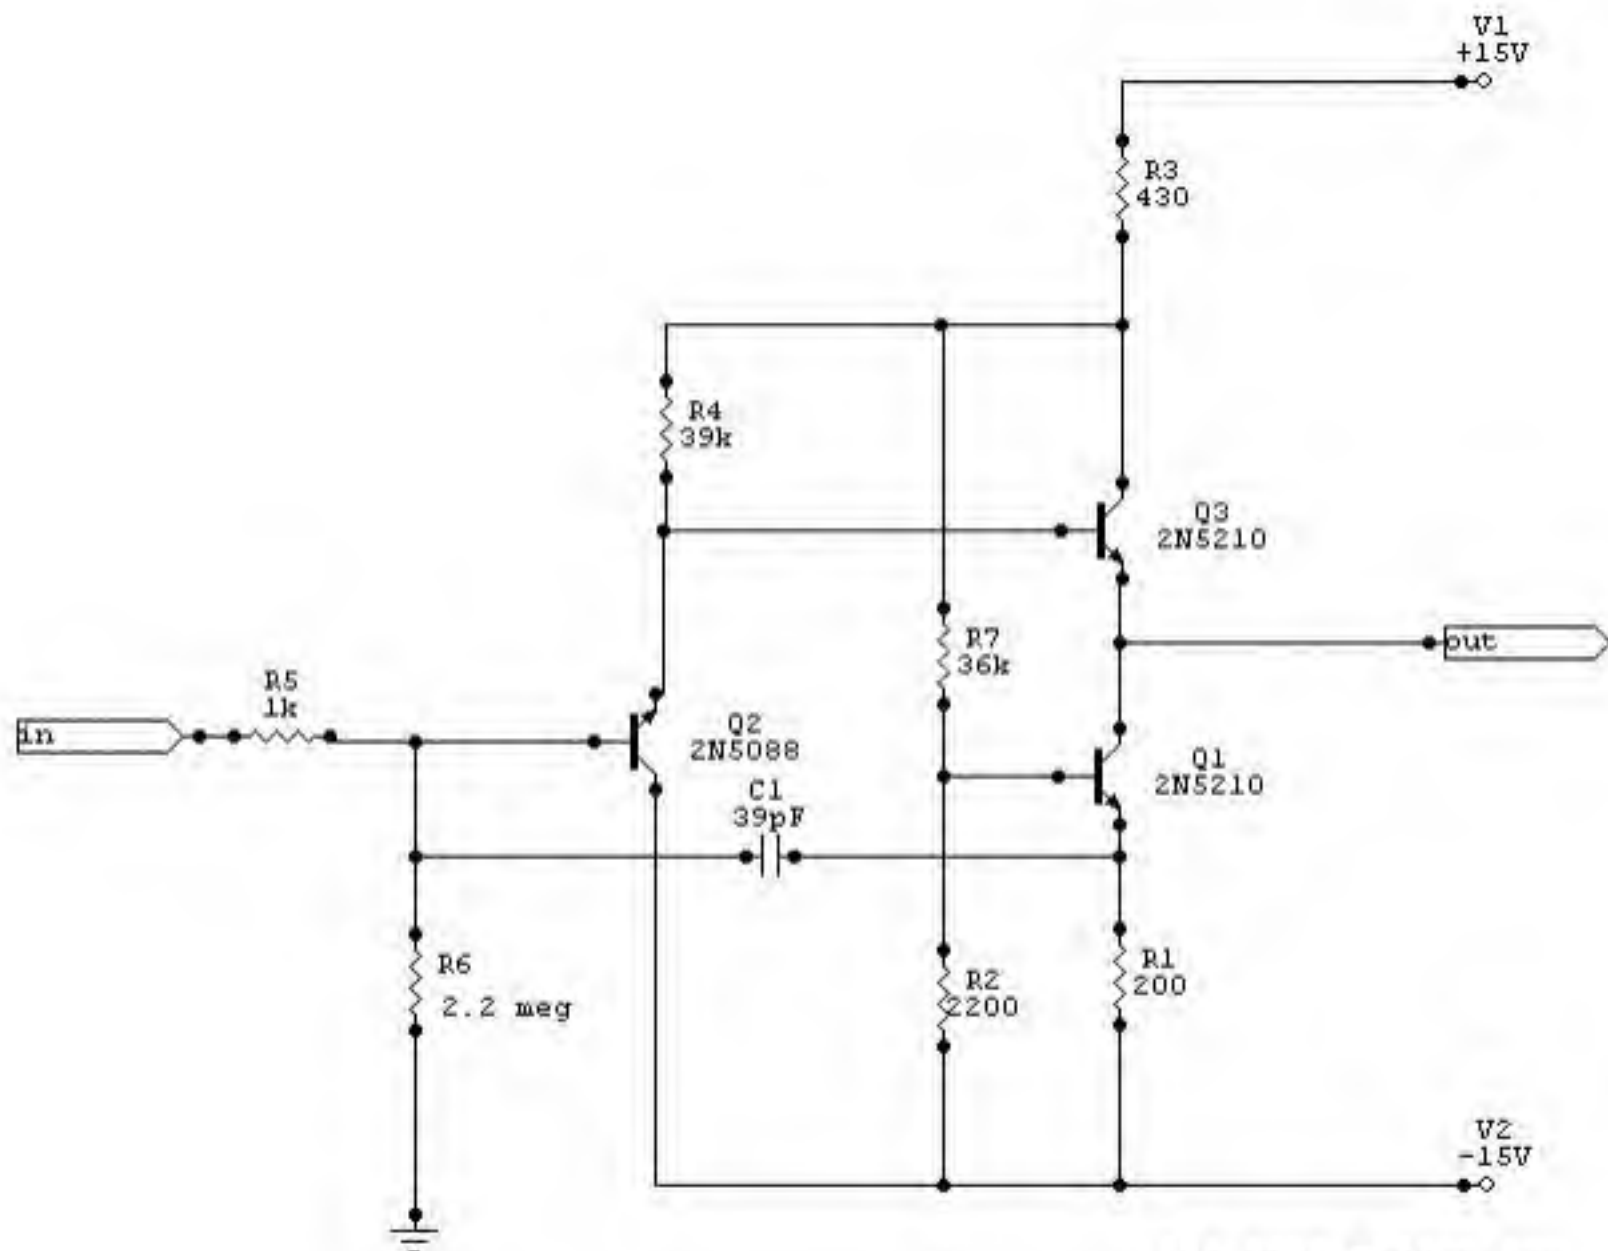 V1
+15V
R3
430
R4
39k
Q3
2N5210
R7
36k
out
R5
1k
in
Q2
2N5088
Q1
2N5210
C1
39pF
R6
2.2 meg
R2
2200
R1
200
V2
-15V